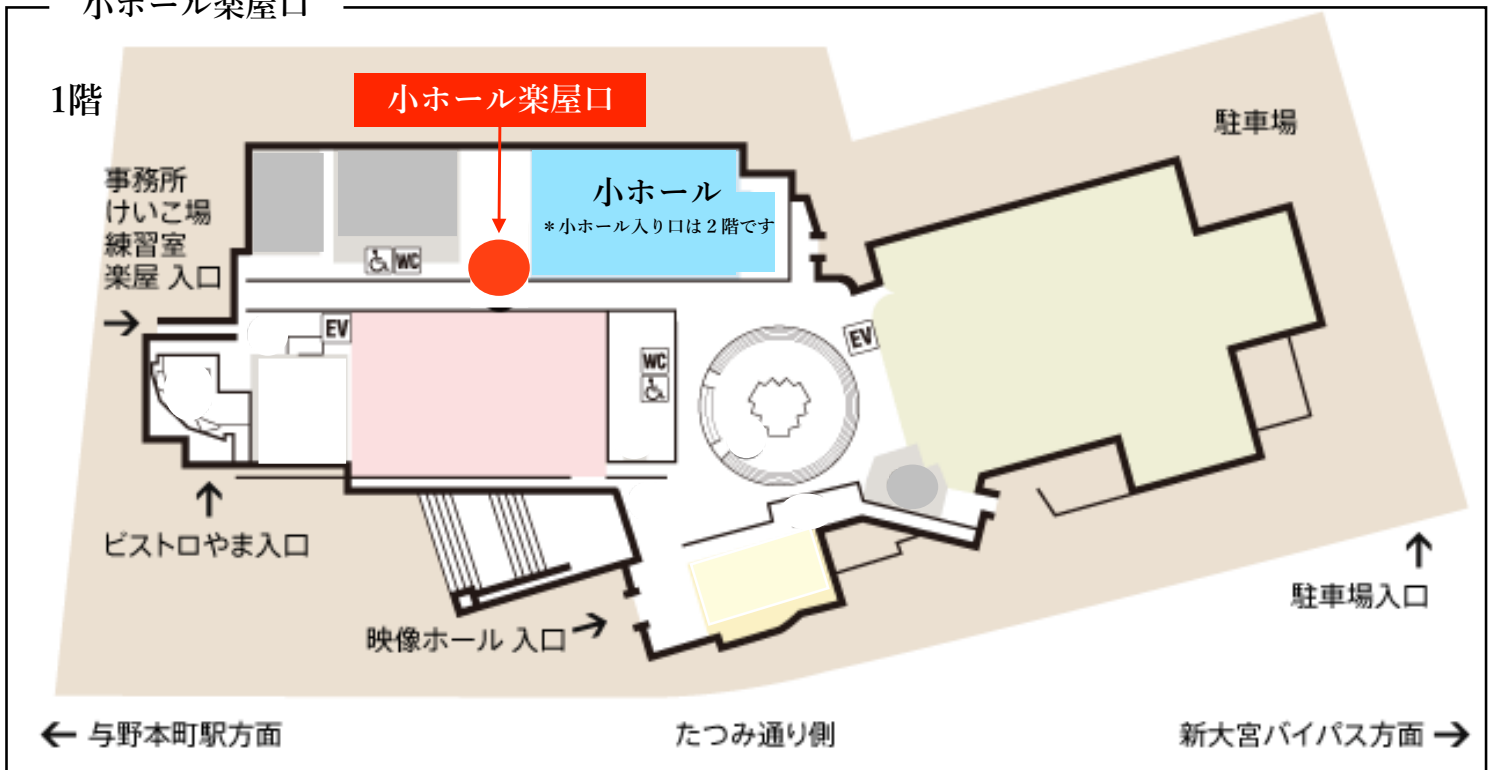 小ホール楽屋口
1階
小ホール楽屋口
駐車場
事務所
けいこ場
練習室
楽屋 入口
小ホール
＊小ホール入り口は２階です
WC
EV
EV
WC
ビストロやま入口
映像ホール 入口
駐車場入口
← 与野本町駅方面
たつみ通り側
新大宮バイパス方面 →